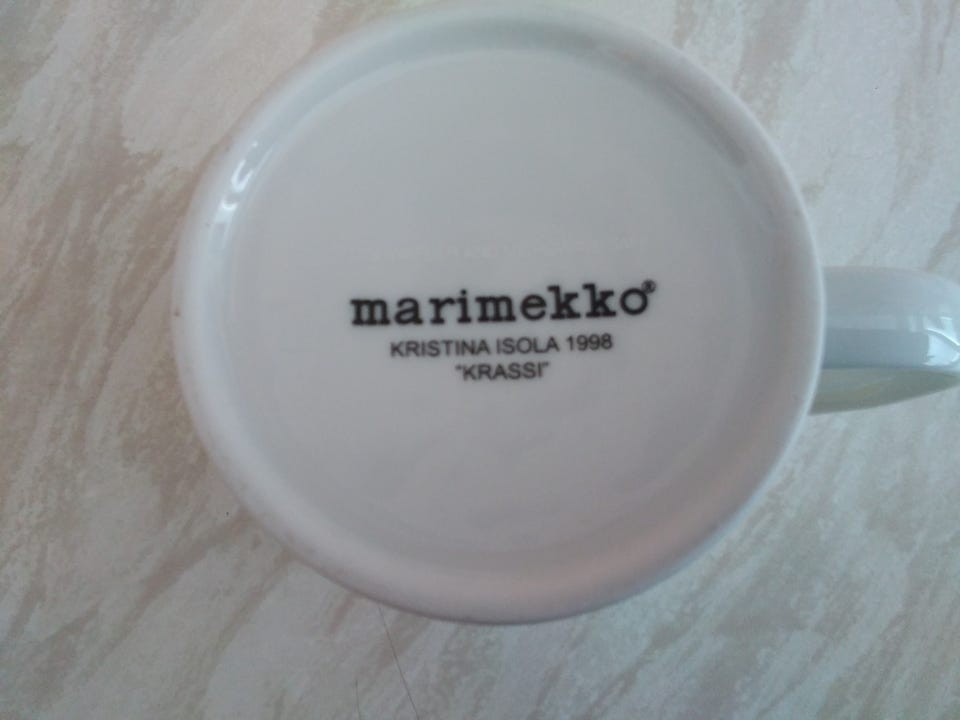 marimekko®
KRISTINA ISOLA 1998
"KRASSI"